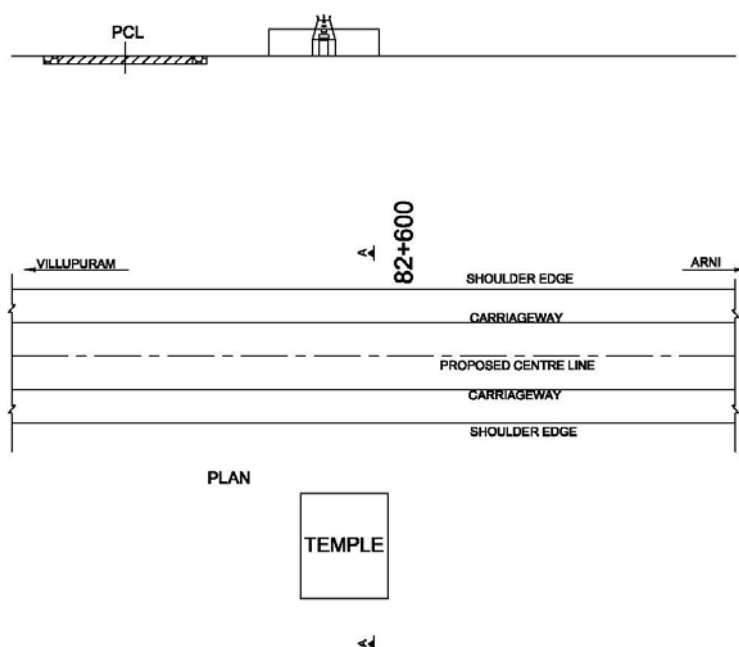 PCL
A
82+600
VILLUPURAM
ARNI
SHOULDER EDGE
CARRIAGEWAY
PROPOSED CENTRE LINE
CARRIAGEWAY
SHOULDER EDGE
PLAN
TEMPLE
A